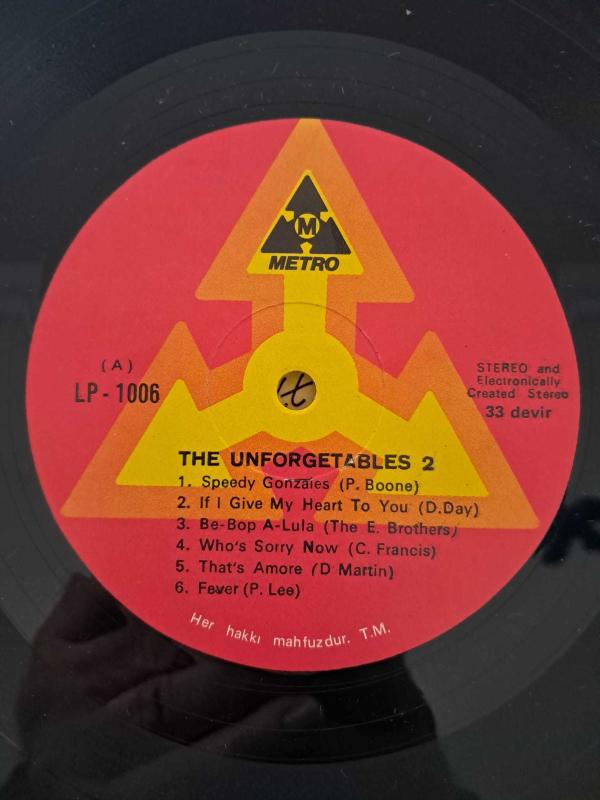 M
METRO
(A)
LP - 1006
STEREO and
Electronically
Created Stereo
33 devir
THE UNFORGETABLES 2
1. Speedy Gonzales (P. Boone)
2. If I Give My Heart To You (D.Day)
3. Be-Bop A-Lula (The E. Brothers)
4. Who's Sorry Now (C. Francis)
5. That's Amore (D Martin)
6. Fever (P. Lee)
Her hakkı mahfuzdur. T.M.